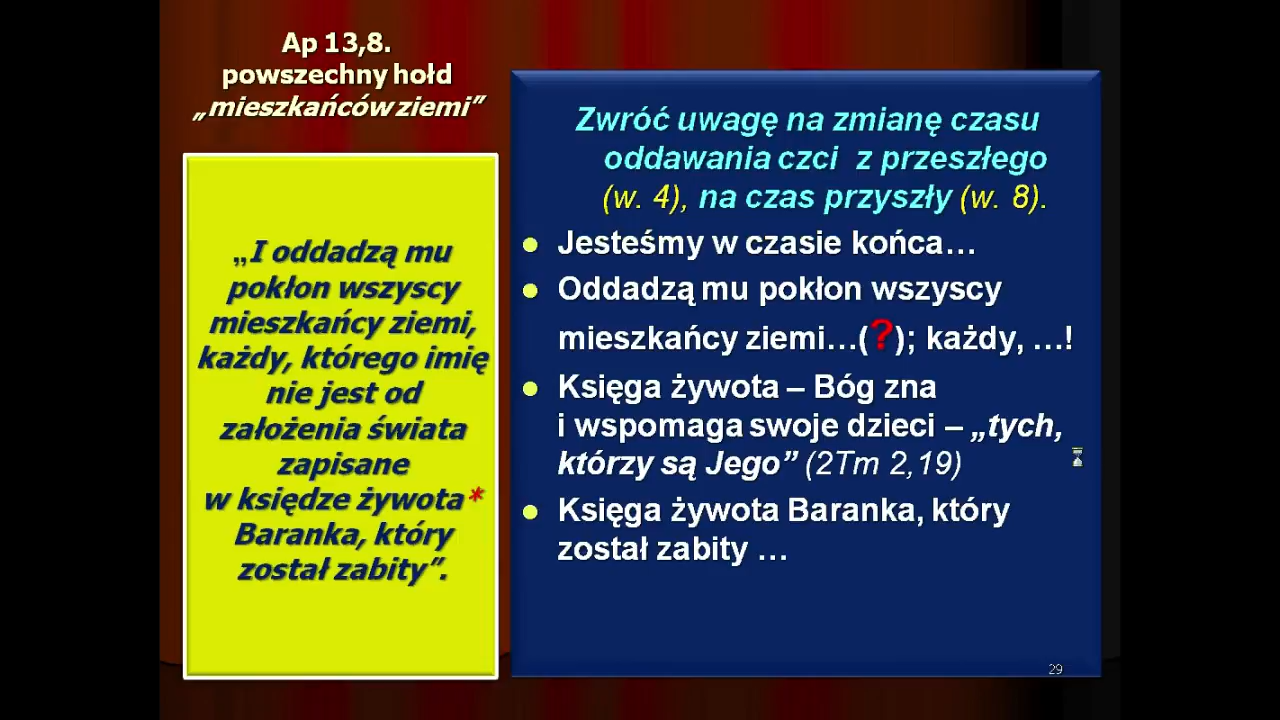 Ap 13,8.
powszechny hołd
„mieszkańców ziemi”
„I oddadzą mu
pokłon wszyscy
mieszkańcy ziemi,
każdy, którego imię
nie jest od
założenia świata
zapisane
w księdze żywota*
Baranka, który
został zabity”.
Zwróć uwagę na zmianę czasu
oddawania czci z przeszłego
(w. 4), na czas przyszły (w. 8).
● Jesteśmy w czasie końca…
● Oddadzą mu pokłon wszyscy
mieszkańcy ziemi…(?); każdy, …!
● Księga żywota – Bóg zna
i wspomaga swoje dzieci – „tych,
którzy są Jego” (2Tm 2,19)
● Księga żywota Baranka, który
został zabity …
29